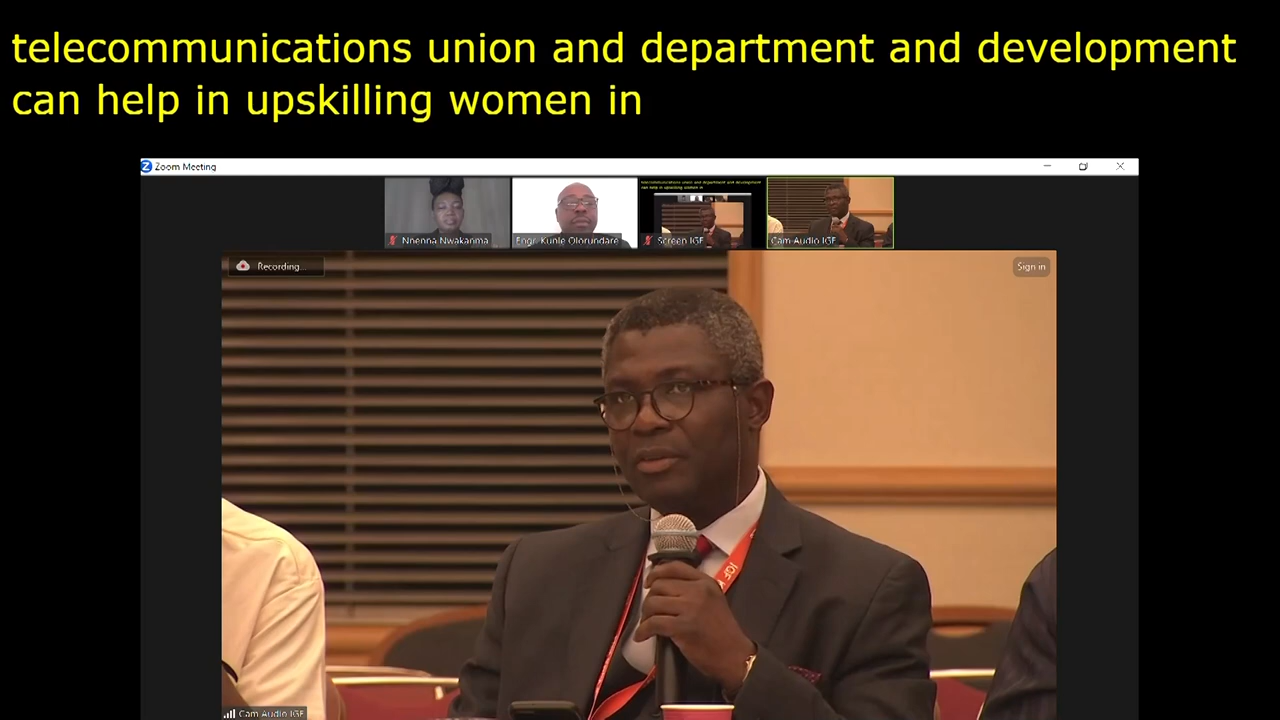 telecommunications union and department and development
can help in upskilling women in
Zoom Meeting
Nnenna Nwakanma
Engr. Kunle Olorundare
Screen IGF
Cam Audio IGF
Recording...
Sign in
IGF
Cam Audio IGF